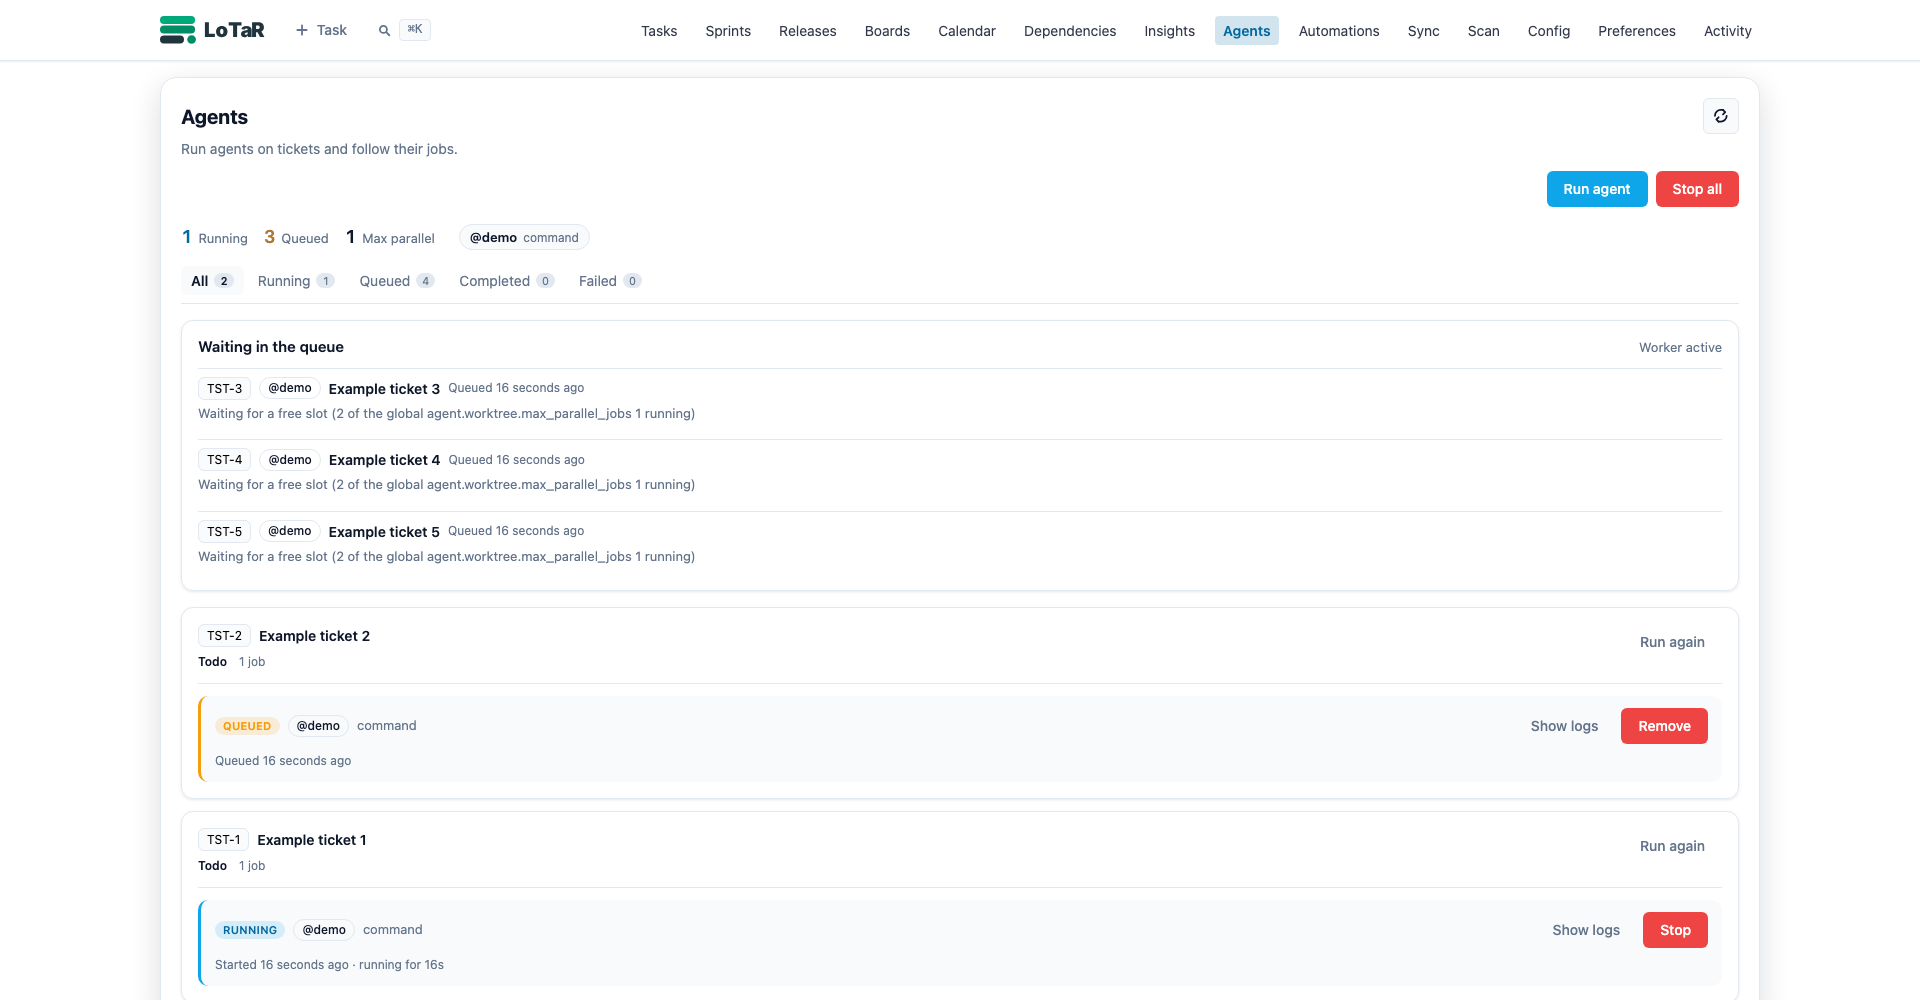 LoTaR
Task
⌘K
Tasks Sprints Releases Boards Calendar Dependencies Insights Agents Automations Sync Scan Config Preferences Activity
Agents
Run agents on tickets and follow their jobs.
Run agent Stop all
1 Running 3 Queued 1 Max parallel @demo command
All 2 Running 1 Queued 4 Completed 0 Failed 0
Waiting in the queue Worker active
TST-3 @demo Example ticket 3 Queued 16 seconds ago
Waiting for a free slot (2 of the global agent.worktree.max_parallel_jobs 1 running)
TST-4 @demo Example ticket 4 Queued 16 seconds ago
Waiting for a free slot (2 of the global agent.worktree.max_parallel_jobs 1 running)
TST-5 @demo Example ticket 5 Queued 16 seconds ago
Waiting for a free slot (2 of the global agent.worktree.max_parallel_jobs 1 running)
TST-2 Example ticket 2 Run again
Todo 1 job
QUEUED @demo command Show logs Remove
Queued 16 seconds ago
TST-1 Example ticket 1 Run again
Todo 1 job
RUNNING @demo command Show logs Stop
Started 16 seconds ago · running for 16s